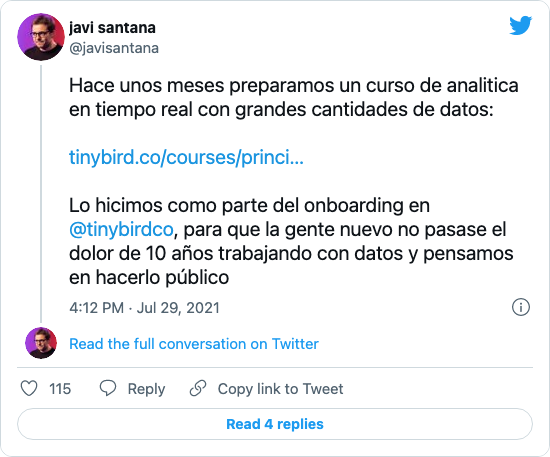 javi santana
@javisantana
Hace unos meses preparamos un curso de analitica
en tiempo real con grandes cantidades de datos:
tinybird.co/courses/princi...
Lo hicimos como parte del onboarding en
@tinybirdco, para que la gente nuevo no pasase el
dolor de 10 años trabajando con datos y pensamos
en hacerlo público
4:12 PM · Jul 29, 2021
Read the full conversation on Twitter
115 Reply Copy link to Tweet
Read 4 replies